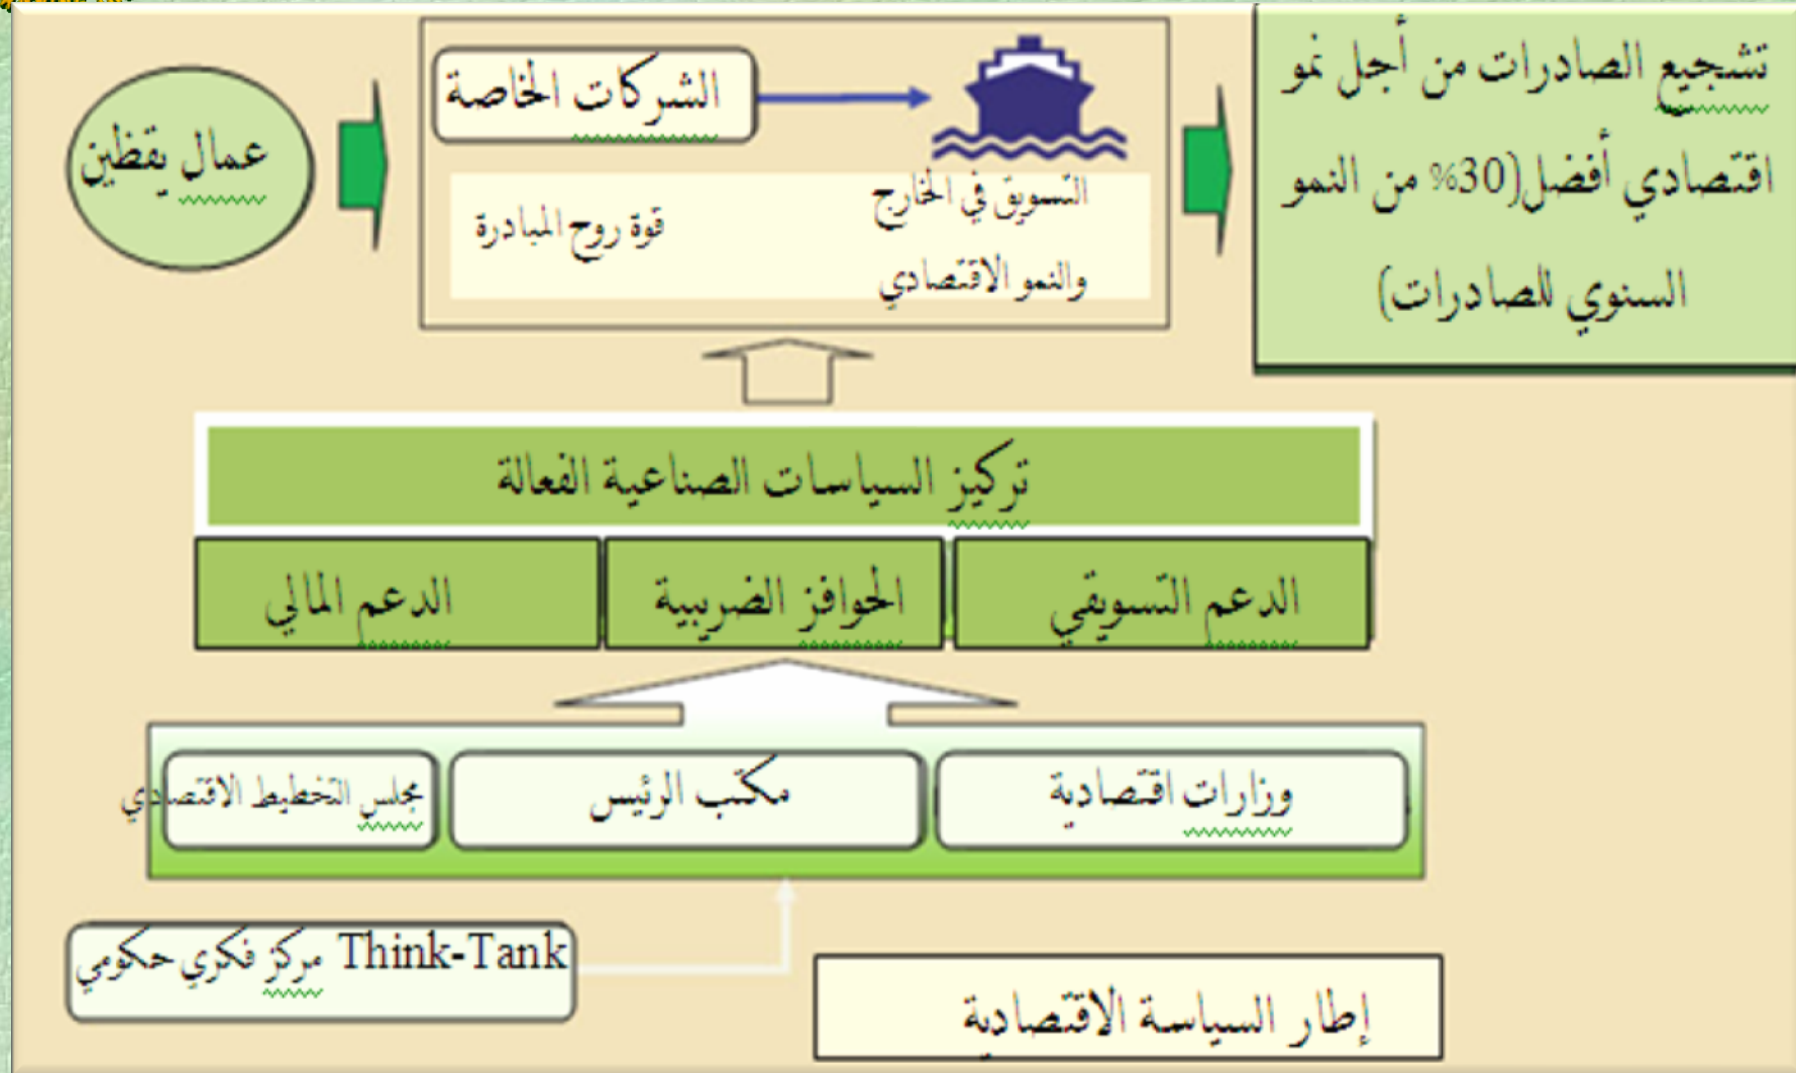 تشجيع الصادرات من أجل نمو
اقتصادي أفضل(30% من النمو
السنوي للصادرات)
الشركات الخاصة
عمال يقظين
التسويق في الخارج
والنمو الاقتصادي
قوة روح المبادرة
تركيز السياسات الصناعية الفعالة
الدعم التسويقي
الحوافز الضريبية
الدعم المالي
وزارات اقتصادية
مكتب الرئيس
مجلس التخطيط الاقتصادي
Think-Tank مركز فكري حكومي
إطار السياسة الاقتصادية